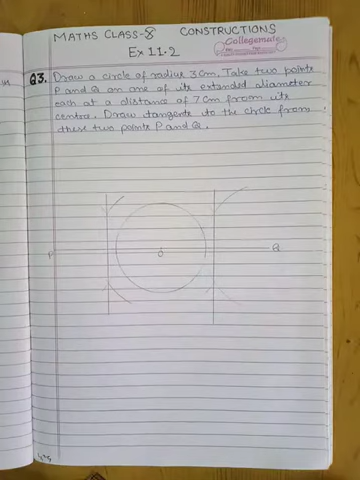 MATHS CLASS-8 CONSTRUCTIONS
Collegemate
Ex 11.2
Q3. Draw a circle of radius 3cm. Take two points
P and Q on one of its extended diameter
each at a distance of 7cm from its
centre. Draw tangents to the circle from
these two points P and Q.
P O Q